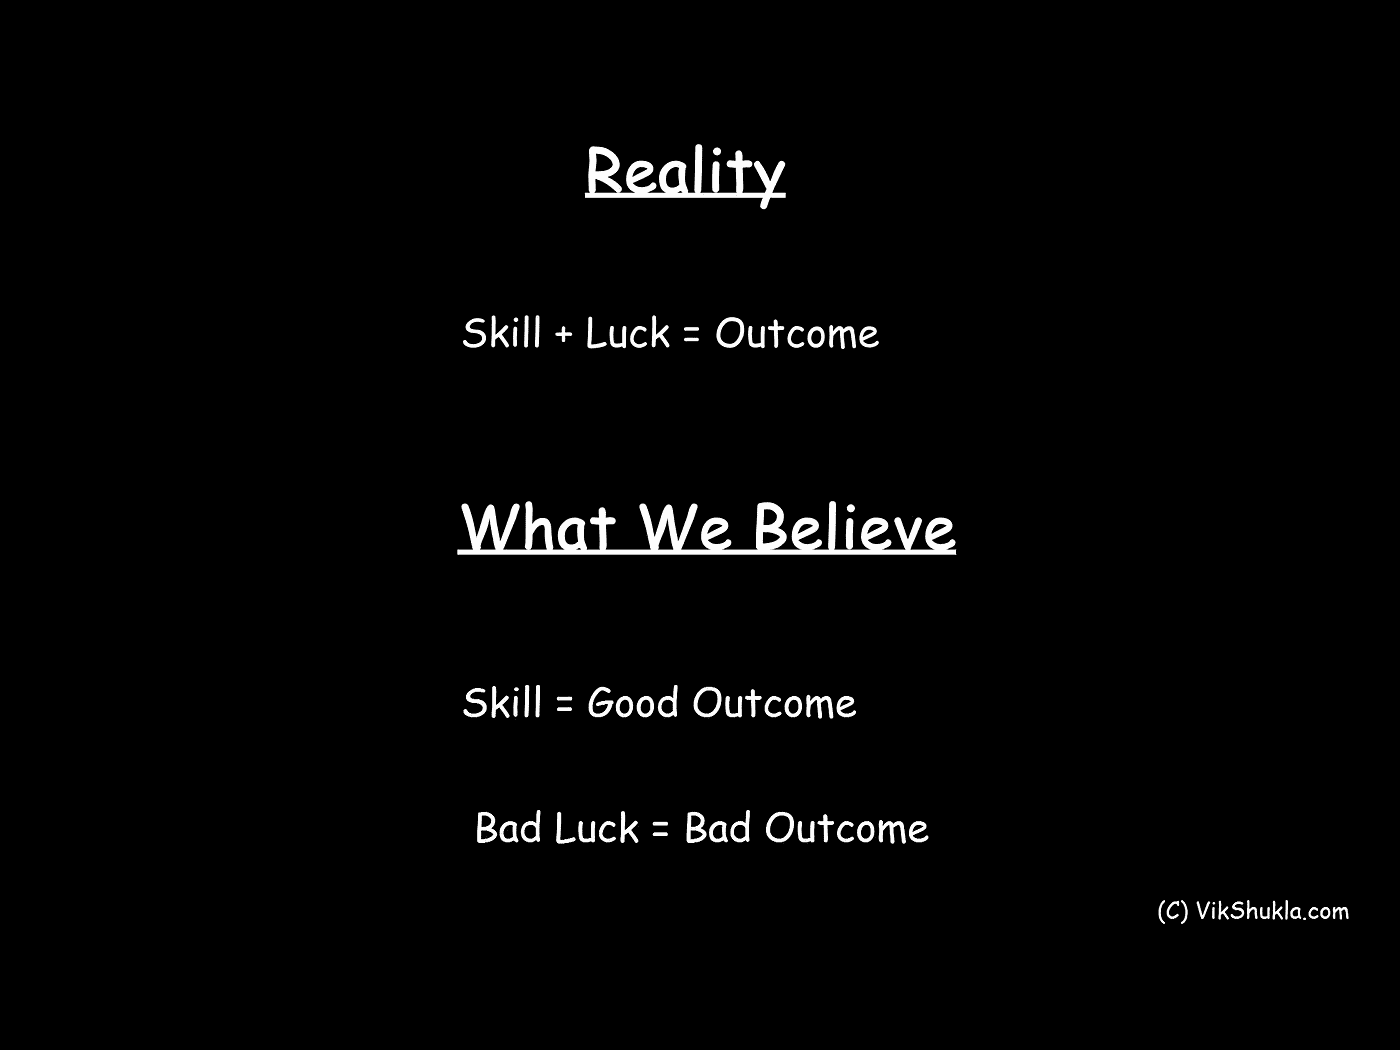 Reality
Skill + Luck = Outcome
What We Believe
Skill = Good Outcome
Bad Luck = Bad Outcome
(C) VikShukla.com